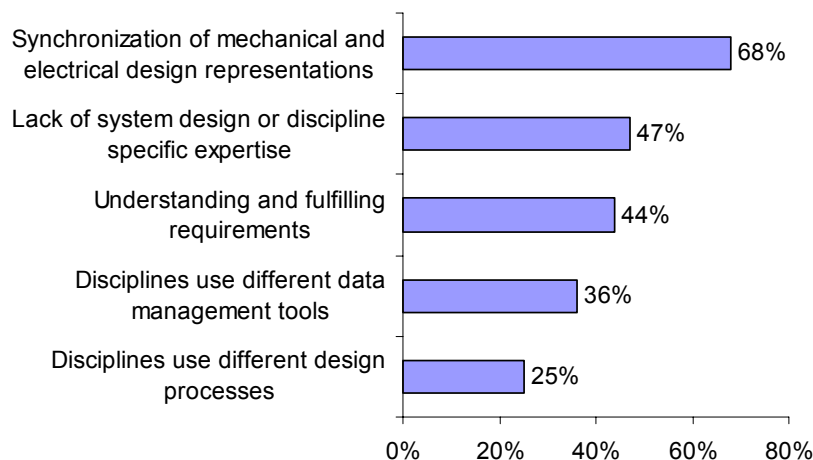 Synchronization of mechanical and
electrical design representations
68%
Lack of system design or discipline
specific expertise
47%
Understanding and fulfilling
requirements
44%
Disciplines use different data
management tools
36%
Disciplines use different design
processes
25%
0% 20% 40% 60% 80%